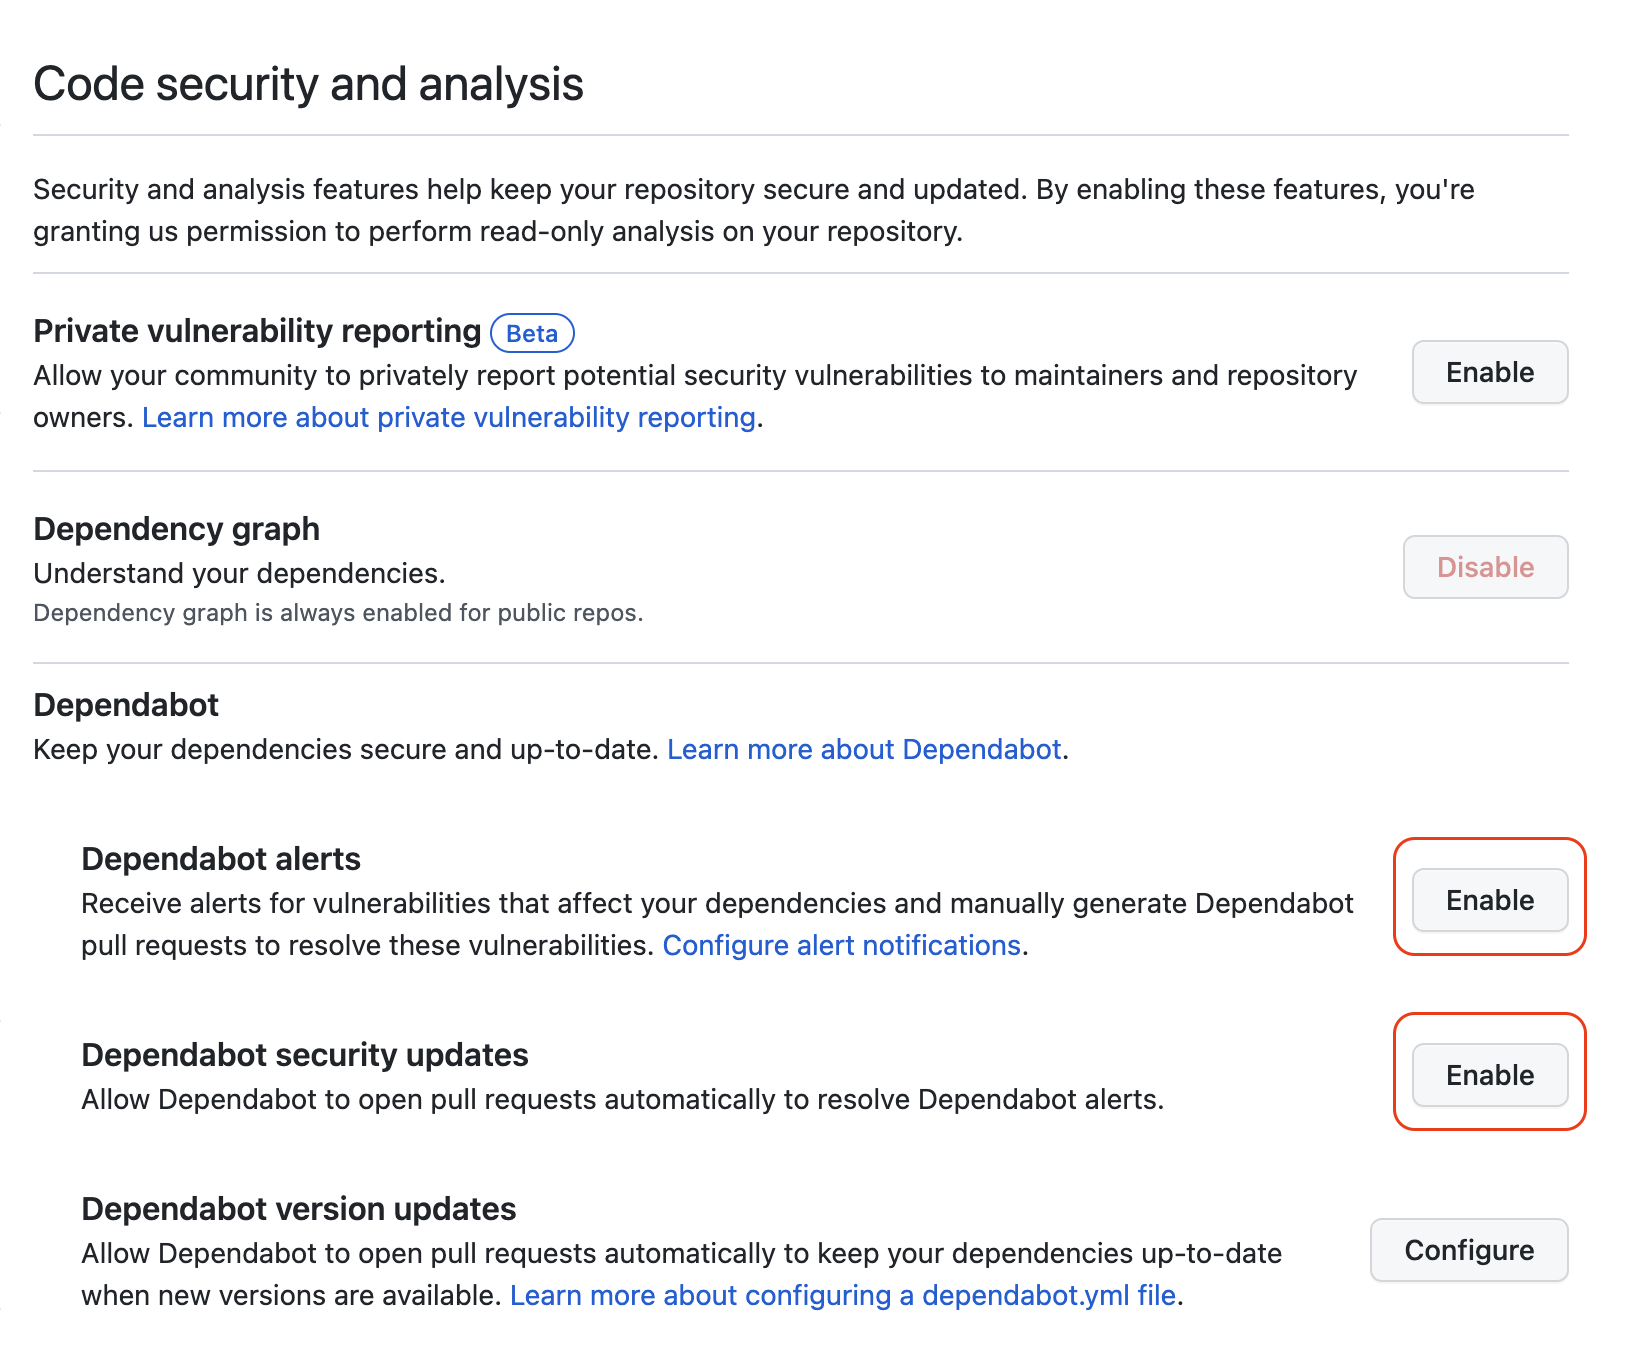 Code security and analysis
Security and analysis features help keep your repository secure and updated. By enabling these features, you're
granting us permission to perform read-only analysis on your repository.
Private vulnerability reporting Beta
Allow your community to privately report potential security vulnerabilities to maintainers and repository
owners. Learn more about private vulnerability reporting.
Enable
Dependency graph
Understand your dependencies.
Dependency graph is always enabled for public repos.
Disable
Dependabot
Keep your dependencies secure and up-to-date. Learn more about Dependabot.
Dependabot alerts
Receive alerts for vulnerabilities that affect your dependencies and manually generate Dependabot
pull requests to resolve these vulnerabilities. Configure alert notifications.
Enable
Dependabot security updates
Allow Dependabot to open pull requests automatically to resolve Dependabot alerts.
Enable
Dependabot version updates
Allow Dependabot to open pull requests automatically to keep your dependencies up-to-date
when new versions are available. Learn more about configuring a dependabot.yml file.
Configure